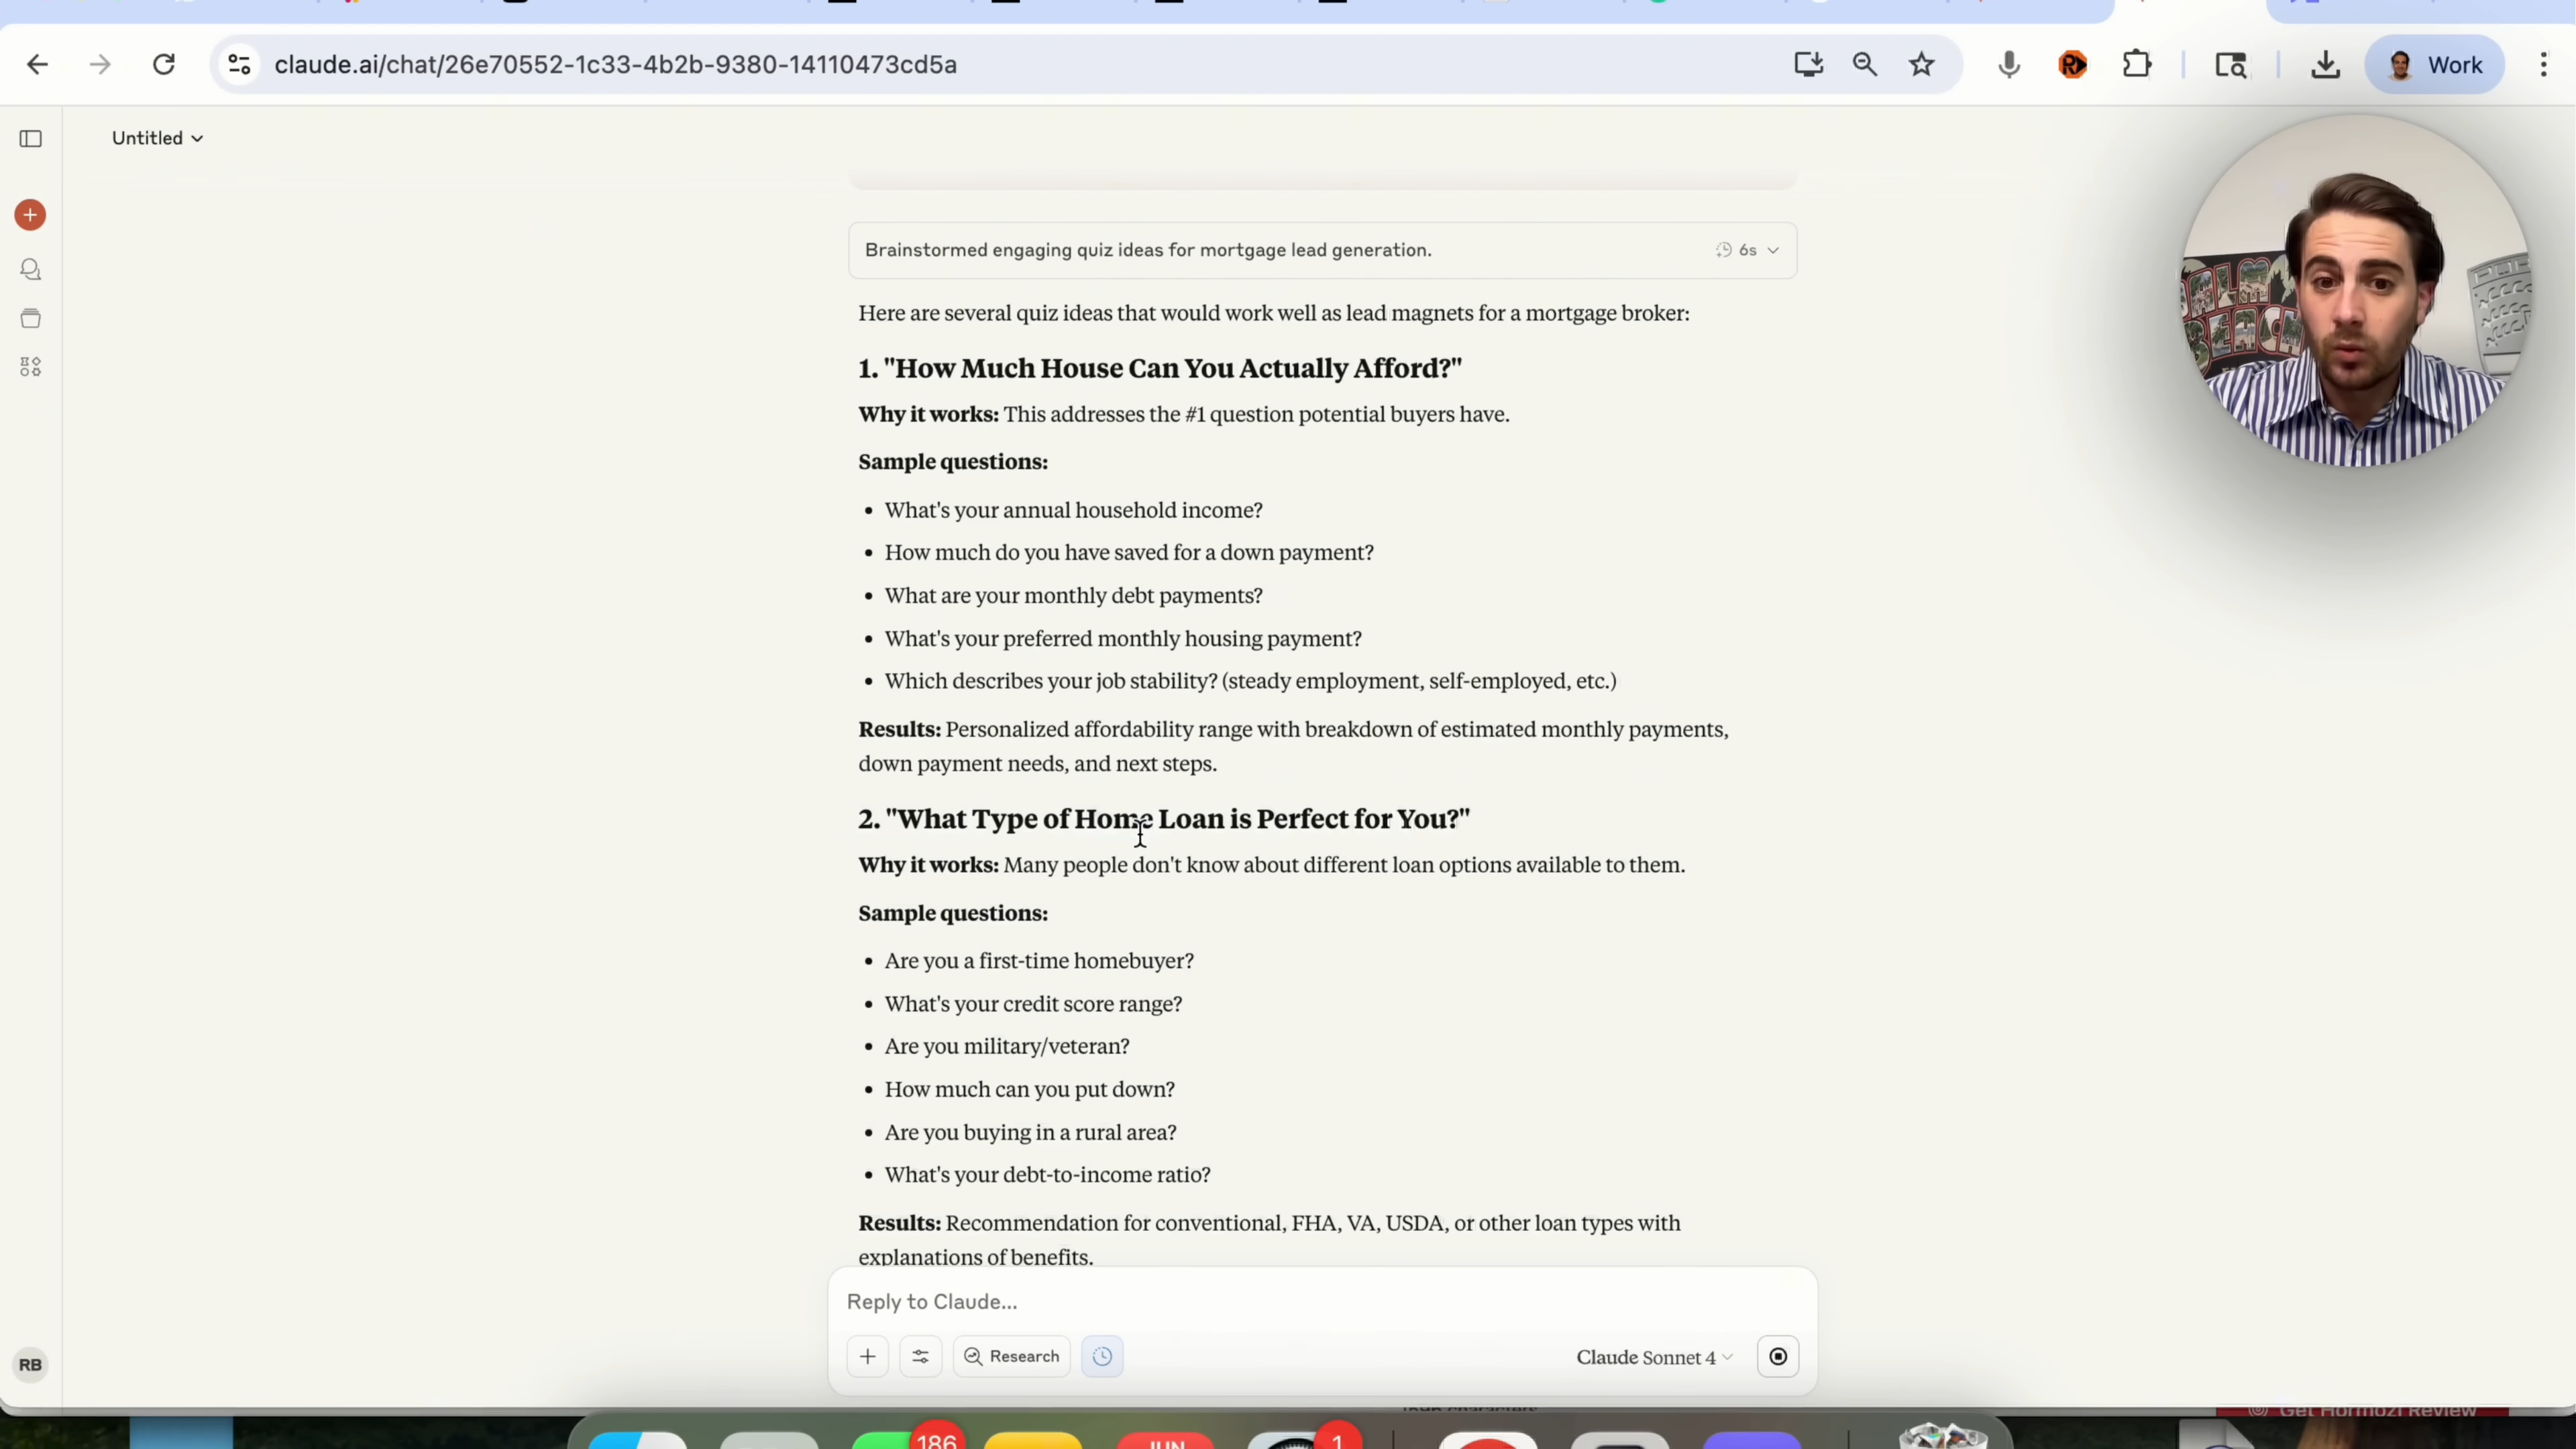 claude.ai/chat/26e70552-1c33-4b2b-9380-14110473cd5a
Work
Untitled
Brainstormed engaging quiz ideas for mortgage lead generation.
6s
Here are several quiz ideas that would work well as lead magnets for a mortgage broker:
1. "How Much House Can You Actually Afford?"
Why it works: This addresses the #1 question potential buyers have.
Sample questions:
• What's your annual household income?
• How much do you have saved for a down payment?
• What are your monthly debt payments?
• What's your preferred monthly housing payment?
• Which describes your job stability? (steady employment, self-employed, etc.)
Results: Personalized affordability range with breakdown of estimated monthly payments,
down payment needs, and next steps.
2. "What Type of Home Loan is Perfect for You?"
Why it works: Many people don't know about different loan options available to them.
Sample questions:
• Are you a first-time homebuyer?
• What's your credit score range?
• Are you military/veteran?
• How much can you put down?
• Are you buying in a rural area?
• What's your debt-to-income ratio?
Results: Recommendation for conventional, FHA, VA, USDA, or other loan types with
explanations of benefits.
Reply to Claude...
Research
Claude Sonnet 4
RB
Get Hormozi Review
186
JUN
1